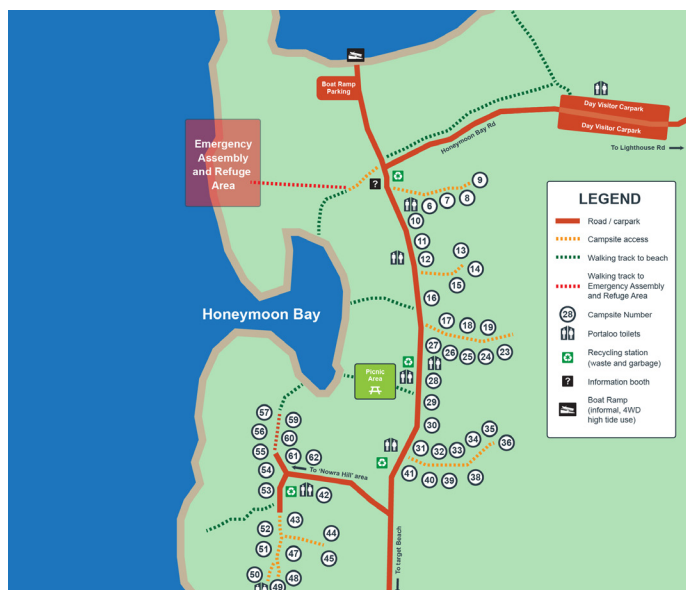 Boat Ramp
Parking
Day Visitor Carpark
Day Visitor Carpark
Honeymoon Bay Rd
To Lighthouse Rd
Emergency
Assembly
and Refuge
Area
?
9
8
7
6
10
11
12
13
14
15
16
17
18
19
Honeymoon Bay
27
26
25
24
23
Picnic
Area
28
29
30
31
32
33
34
35
36
41
40
39
38
57
59
56
60
55
61
62
54
To 'Nowra Hill' area
53
42
52
43
44
51
47
45
50
48
49
To target Beach
LEGEND
Road / carpark
Campsite access
Walking track to beach
Walking track to
Emergency Assembly
and Refuge Area
28
Campsite Number
Portaloo toilets
Recycling station
(waste and garbage)
?
Information booth
Boat Ramp
(informal, 4WD
high tide use)